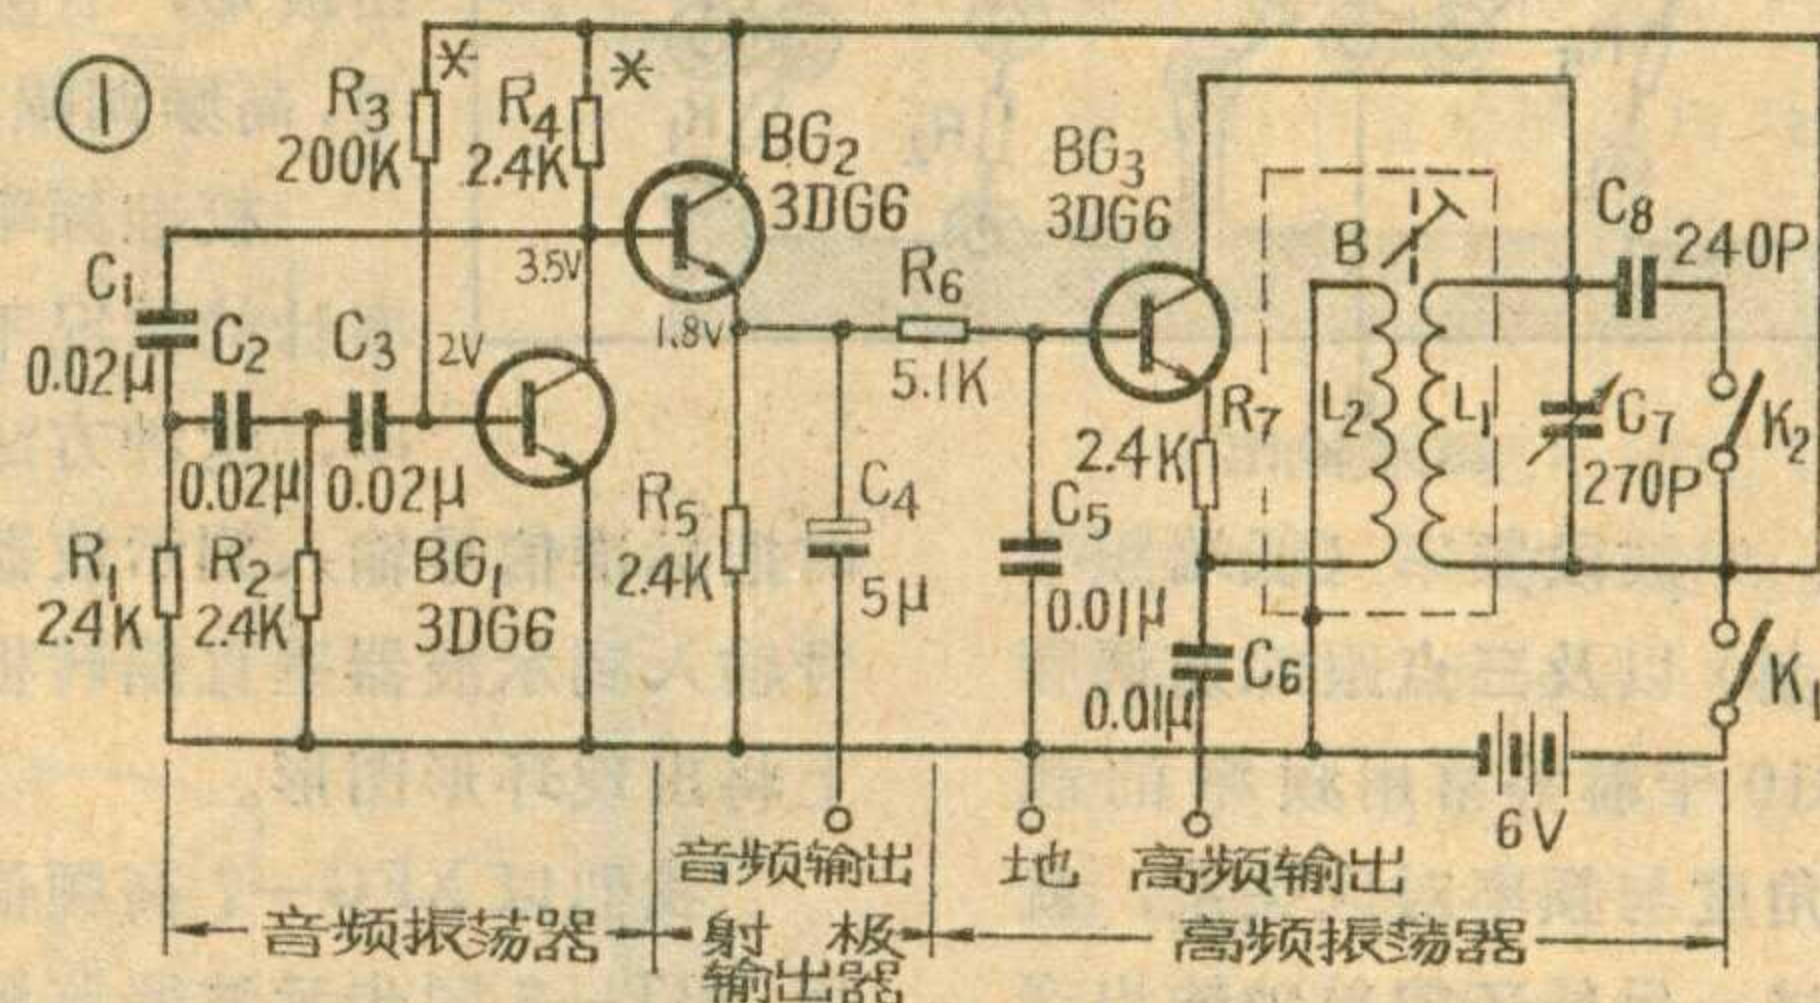 ①
R3
200K
*
R4
2.4K
*
BG2
3DG6
BG3
3DG6
B
C8
240P
3.5V
C1
0.02μ
C2
0.02μ
C3
0.02μ
2V
1.8V
R6
5.1K
R7
2.4K
L2
L1
C7
270P
K2
R1
2.4K
R2
2.4K
BG1
3DG6
R5
2.4K
C4
5μ
C5
0.01μ
C6
0.01μ
K1
6V
音频输出
地
高频输出
音频振荡器
射极
输出器
高频振荡器